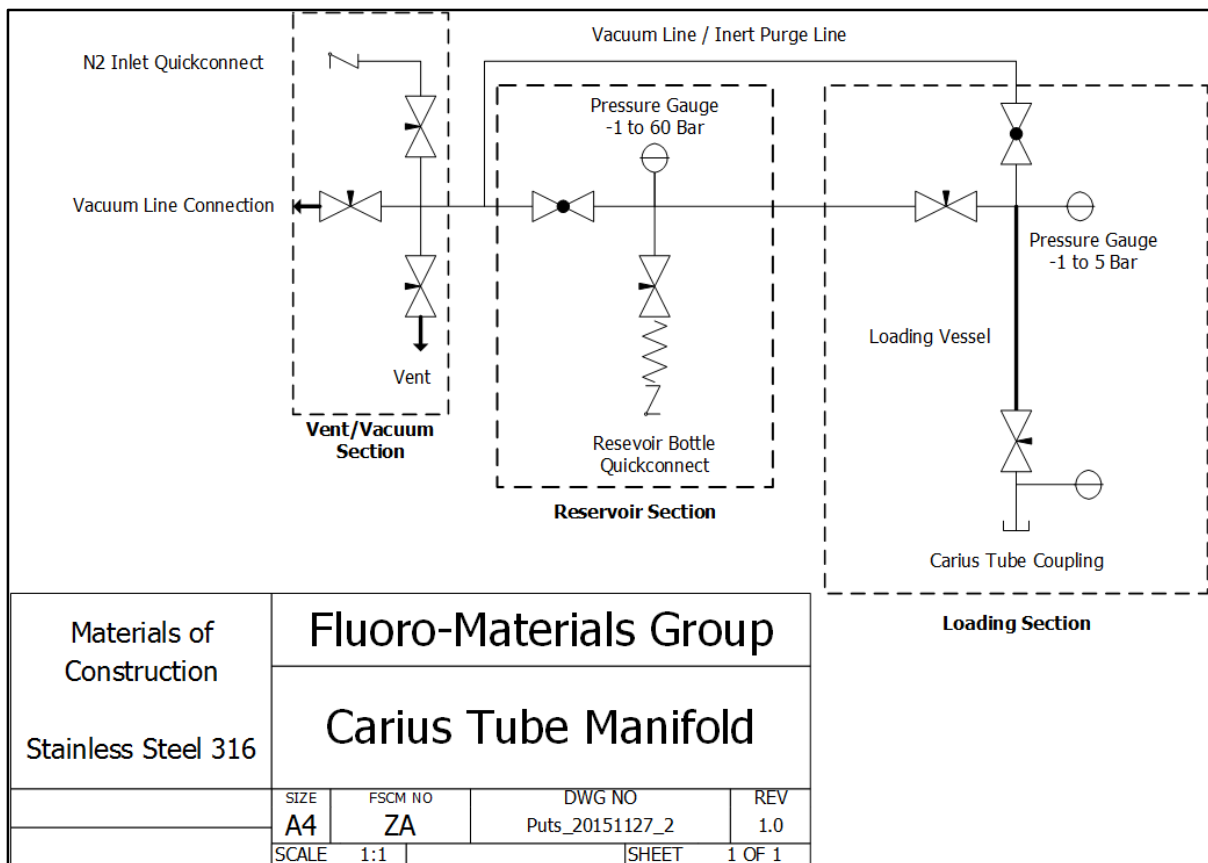 Vacuum Line / Inert Purge Line
N2 Inlet Quickconnect
Pressure Gauge
-1 to 60 Bar
Vacuum Line Connection
Pressure Gauge
-1 to 5 Bar
Loading Vessel
Vent
Vent/Vacuum
Section
Resevoir Bottle
Quickconnect
Reservoir Section
Carius Tube Coupling
Loading Section
Materials of
Construction
Stainless Steel 316
Fluoro-Materials Group
Carius Tube Manifold
SIZE
A4
FSCM NO
ZA
DWG NO
Puts_20151127_2
REV
1.0
SCALE 1:1
SHEET 1 OF 1